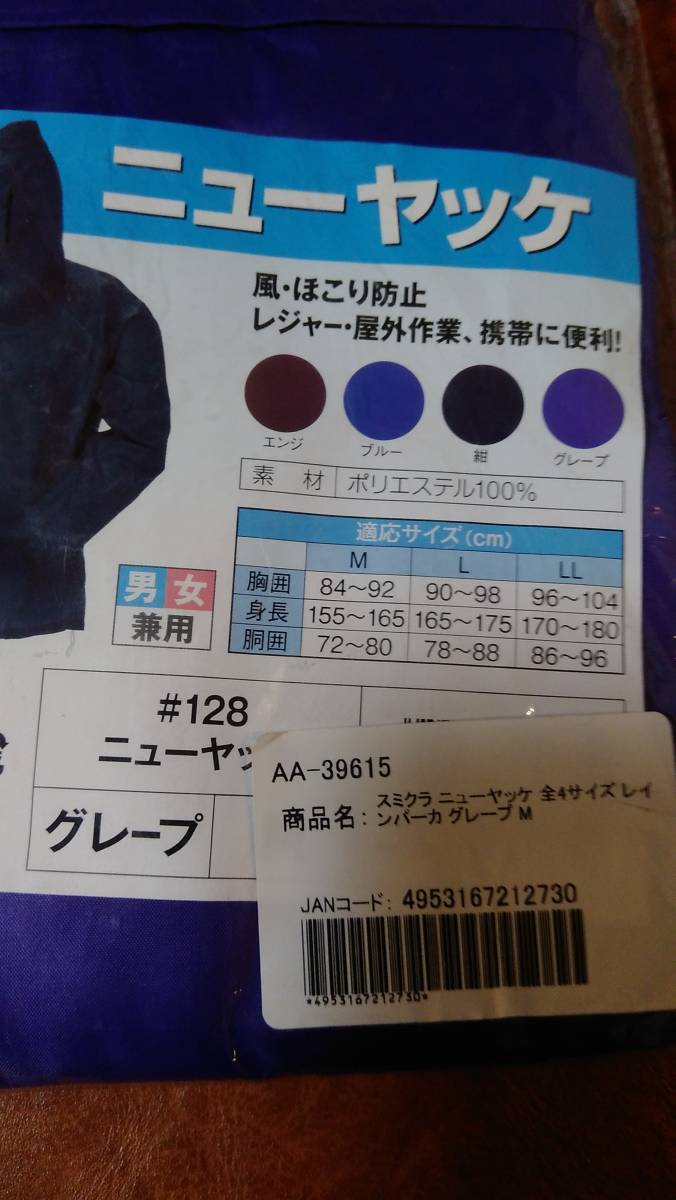 ニューヤッケ
風・ほこり防止
レジャー・屋外作業、携帯に便利!
エンジ ブルー 紺 グレープ
素 材 ポリエステル100%
適応サイズ(cm)
M L LL
胸囲 84〜92 90〜98 96〜104
身長 155〜165 165〜175 170〜180
胴囲 72〜80 78〜88 86〜96
男 女
兼用
#128
ニューヤッ
グレープ
AA-39615
商品名: スミクラ ニューヤッケ 全4サイズ レイ
ンパーカ グレープ M
JANコード: 4953167212730
*4953167212730*